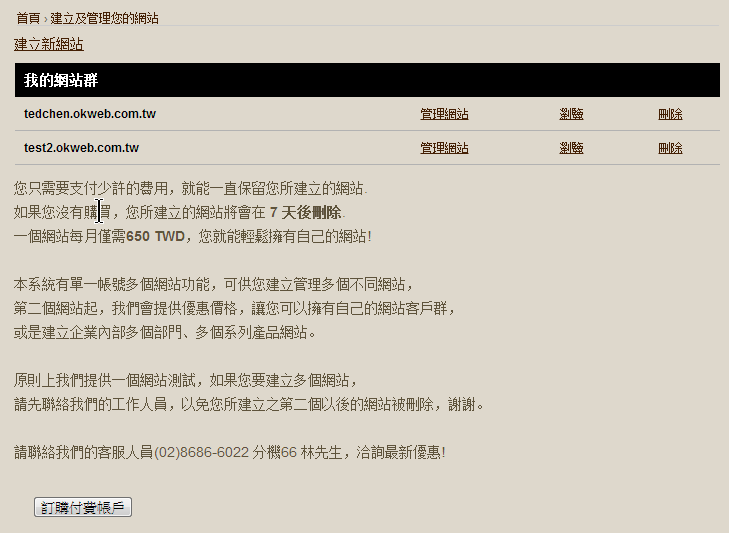 首頁 › 建立及管理您的網站
建立新網站
我的網站群
tedchen.okweb.com.tw 管理網站 瀏覽 刪除
test2.okweb.com.tw 管理網站 瀏覽 刪除
您只需要支付少許的費用，就能一直保留您所建立的網站.
如果您沒有購買，您所建立的網站將會在 7 天後刪除.
一個網站每月僅需650 TWD，您就能輕鬆擁有自己的網站!
本系統有單一帳號多個網站功能，可供您建立管理多個不同網站，
第二個網站起，我們會提供優惠價格，讓您可以擁有自己的網站客戶群，
或是建立企業內部多個部門、多個系列產品網站。
原則上我們提供一個網站測試，如果您要建立多個網站，
請先聯絡我們的工作人員，以免您所建立之第二個以後的網站被刪除，謝謝。
請聯絡我們的客服人員(02)8686-6022 分機66 林先生，洽詢最新優惠!
訂購付費帳戶